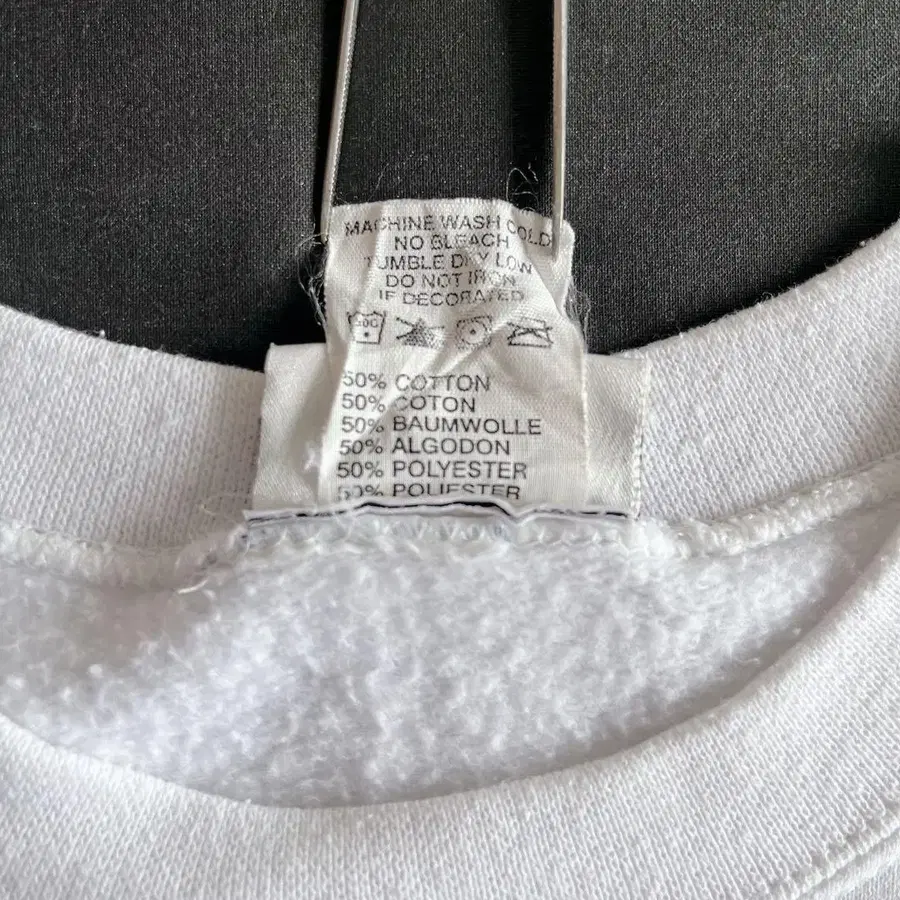 MACHINE WASH COLD
NO BLEACH
TUMBLE DRY LOW
DO NOT IRON
IF DECORATED
50% COTTON
50% COTON
50% BAUMWOLLE
50% ALGODON
50% POLYESTER
50% POLIESTER